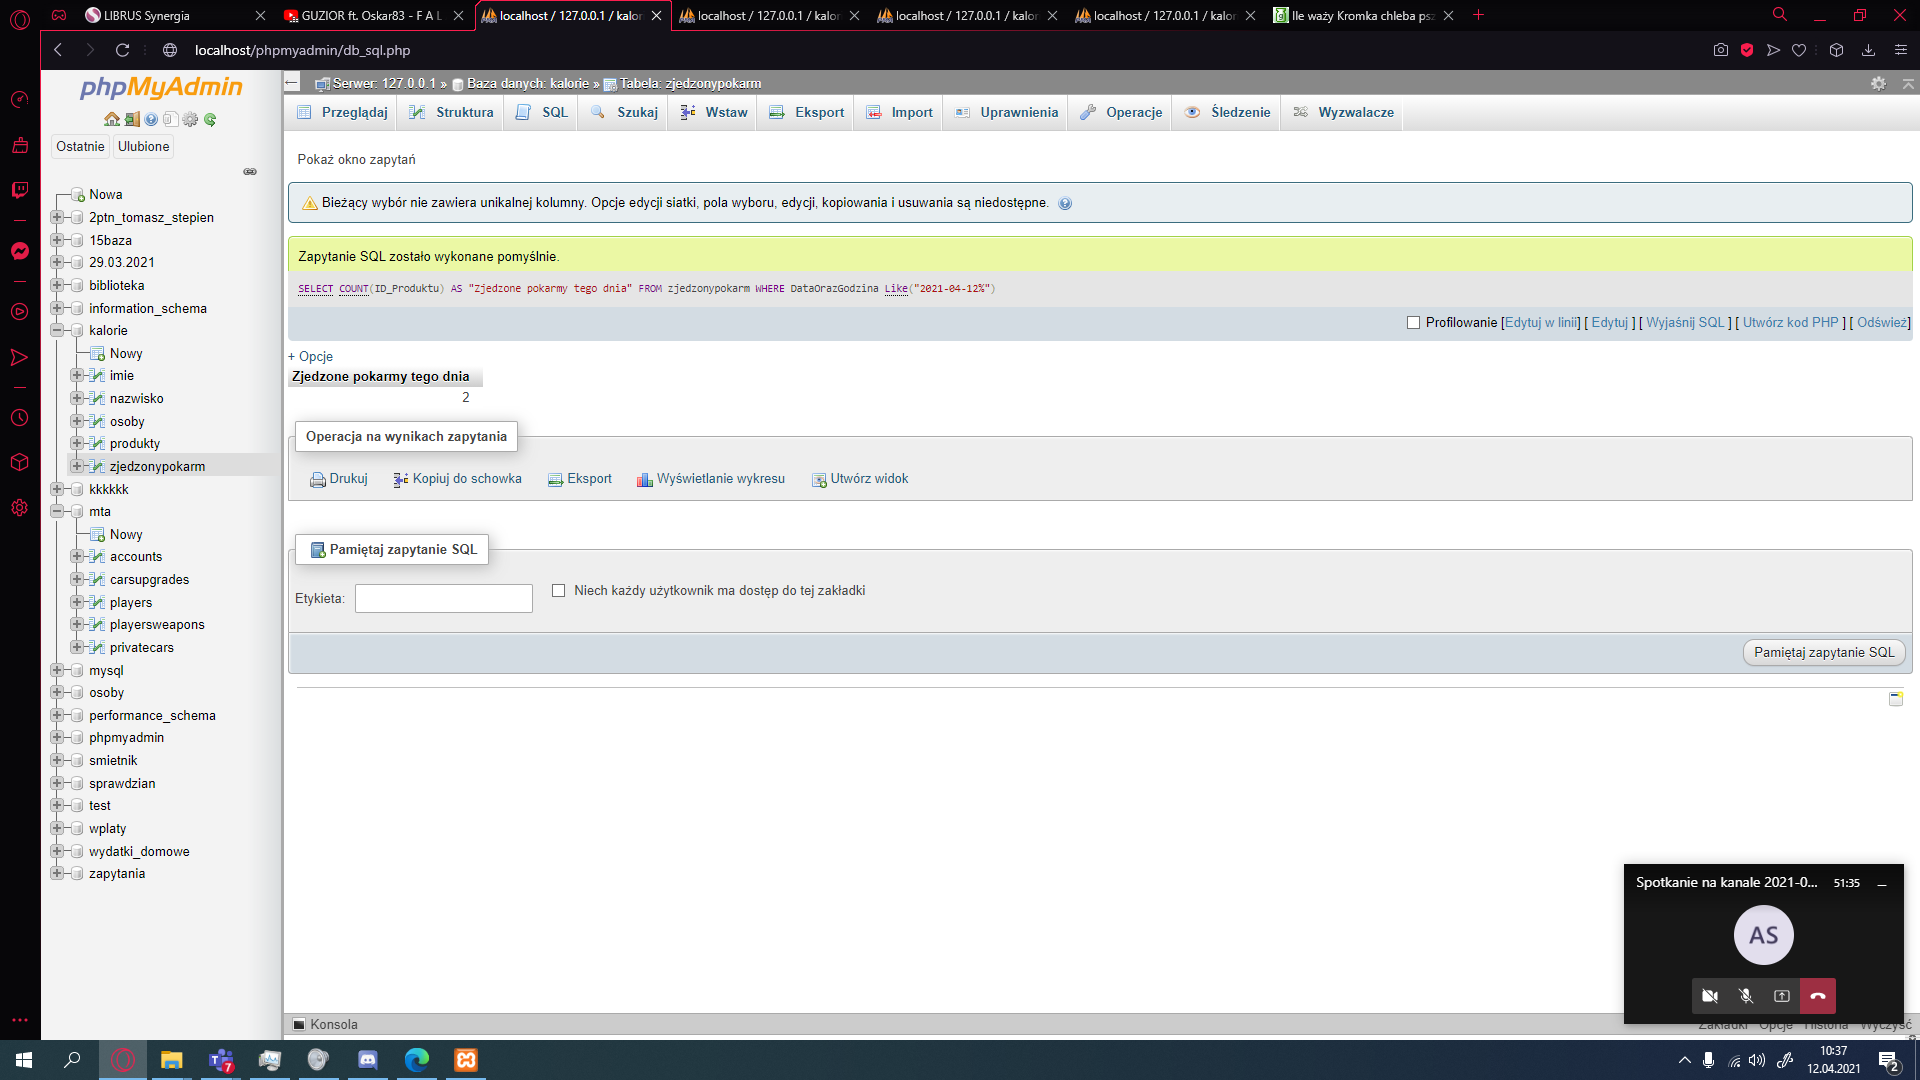 LIBRUS Synergia
GUZIOR ft. Oskar83 - F A L
localhost / 127.0.0.1 / kalor
localhost / 127.0.0.1 / kalor
localhost / 127.0.0.1 / kalor
localhost / 127.0.0.1 / kalor
Ile waży Kromka chleba psz
localhost/phpmyadmin/db_sql.php
phpMyAdmin
Ostatnie
Ulubione
Nowa
2ptn_tomasz_stepien
15baza
29.03.2021
biblioteka
information_schema
kalorie
Nowy
imie
nazwisko
osoby
produkty
zjedzonypokarm
kkkkkk
mta
Nowy
accounts
carsupgrades
players
playersweapons
privatecars
mysql
osoby
performance_schema
phpmyadmin
smietnik
sprawdzian
test
wplaty
wydatki_domowe
zapytania
Serwer: 127.0.0.1 » Baza danych: kalorie » Tabela: zjedzonypokarm
Przeglądaj
Struktura
SQL
Szukaj
Wstaw
Eksport
Import
Uprawnienia
Operacje
Śledzenie
Wyzwalacze
Pokaż okno zapytań
Bieżący wybór nie zawiera unikalnej kolumny. Opcje edycji siatki, pola wyboru, edycji, kopiowania i usuwania są niedostępne.
Zapytanie SQL zostało wykonane pomyślnie.
SELECT COUNT(ID_Produktu) AS "Zjedzone pokarmy tego dnia" FROM zjedzonypokarm WHERE DataOrazGodzina Like("2021-04-12%")
Profilowanie [Edytuj w linii] [ Edytuj ] [ Wyjaśnij SQL ] [ Utwórz kod PHP ] [ Odśwież]
+ Opcje
Zjedzone pokarmy tego dnia
2
Operacja na wynikach zapytania
Drukuj
Kopiuj do schowka
Eksport
Wyświetlanie wykresu
Utwórz widok
Pamiętaj zapytanie SQL
Etykieta:
Niech każdy użytkownik ma dostęp do tej zakładki
Pamiętaj zapytanie SQL
Spotkanie na kanale 2021-0...
51:35
AS
Konsola
Zakładki Opcje Historia Wyczyść
7
10:37
12.04.2021
2